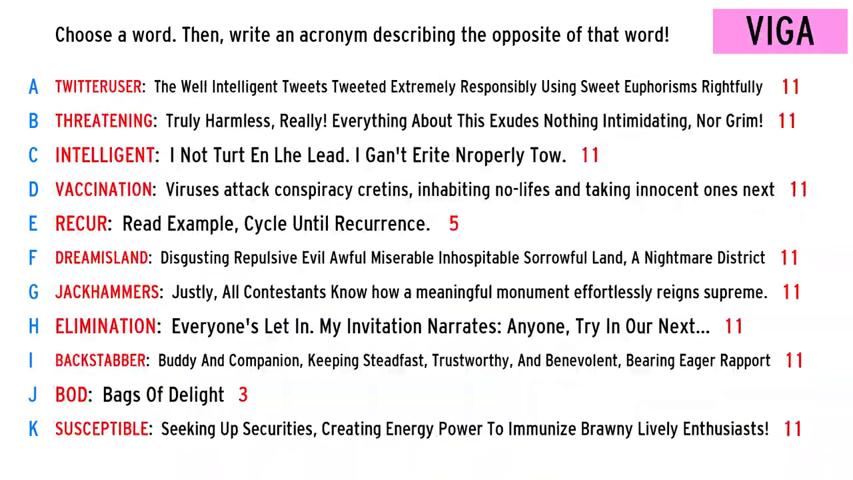 Choose a word. Then, write an acronym describing the opposite of that word!
VIGA
A TWITTERUSER: The Well Intelligent Tweets Tweeted Extremely Responsibly Using Sweet Euphorisms Rightfully 11
B THREATENING: Truly Harmless, Really! Everything About This Exudes Nothing Intimidating, Nor Grim! 11
C INTELLIGENT: I Not Turt En Lhe Lead. I Gan't Erite Nroperly Tow. 11
D VACCINATION: Viruses attack conspiracy cretins, inhabiting no-lifes and taking innocent ones next 11
E RECUR: Read Example, Cycle Until Recurrence. 5
F DREAMISLAND: Disgusting Repulsive Evil Awful Miserable Inhospitable Sorrowful Land, A Nightmare District 11
G JACKHAMMERS: Justly, All Contestants Know how a meaningful monument effortlessly reigns supreme. 11
H ELIMINATION: Everyone's Let In. My Invitation Narrates: Anyone, Try In Our Next... 11
I BACKSTABBER: Buddy And Companion, Keeping Steadfast, Trustworthy, And Benevolent, Bearing Eager Rapport 11
J BOD: Bags Of Delight 3
K SUSCEPTIBLE: Seeking Up Securities, Creating Energy Power To Immunize Brawny Lively Enthusiasts! 11